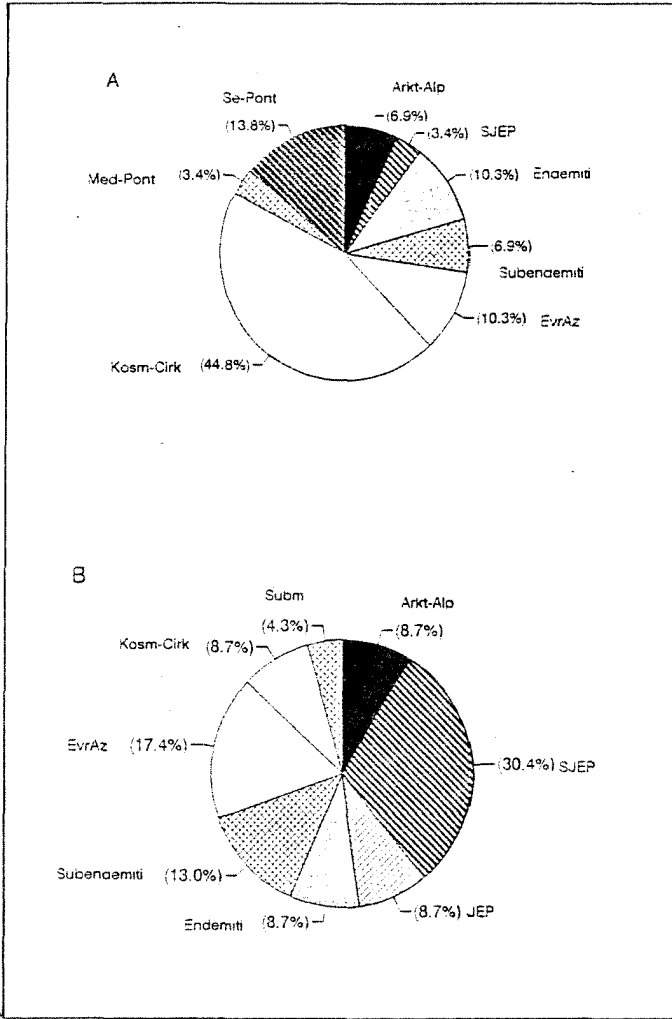 A
Se-Pont
(13.8%)
Arkt-Alp
(6.9%)
(3.4%) SJEP
(10.3%) Endemiti
(6.9%)
Subendemiti
(10.3%) EvrAz
Kosm-Cirk (44.8%)
Med-Pont (3.4%)
B
Subm
(4.3%)
Arkt-Alp
(8.7%)
(30.4%) SJEP
(8.7%) JEP
Endemiti (8.7%)
Subendemiti (13.0%)
EvrAz (17.4%)
Kosm-Cirk (8.7%)